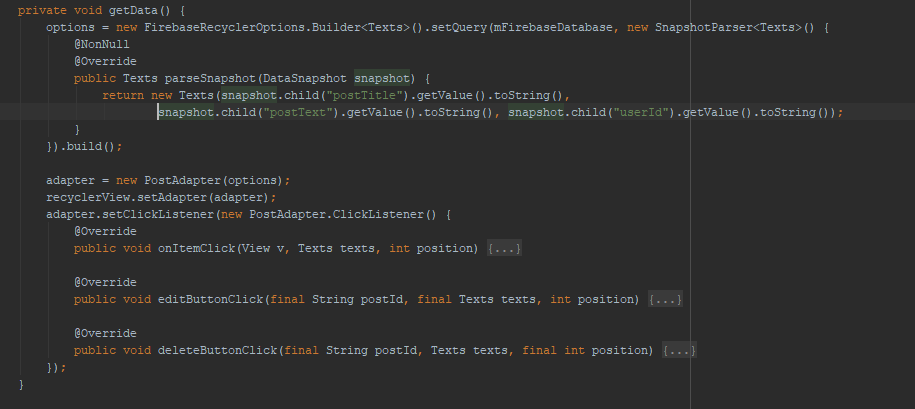 private void getData() {
options = new FirebaseRecyclerOptions.Builder<Texts>().setQuery(mFirebaseDatabase, new SnapshotParser<Texts>() {
@NonNull
@Override
public Texts parseSnapshot(DataSnapshot snapshot) {
return new Texts(snapshot.child("postTitle").getValue().toString(),
snapshot.child("postText").getValue().toString(), snapshot.child("userId").getValue().toString());
}
}).build();
adapter = new PostAdapter(options);
recyclerView.setAdapter(adapter);
adapter.setClickListener(new PostAdapter.ClickListener() {
@Override
public void onItemClick(View v, Texts texts, int position) {...}
@Override
public void editButtonClick(final String postId, final Texts texts, int position) {...}
@Override
public void deleteButtonClick(final String postId, Texts texts, final int position) {...}
});
}